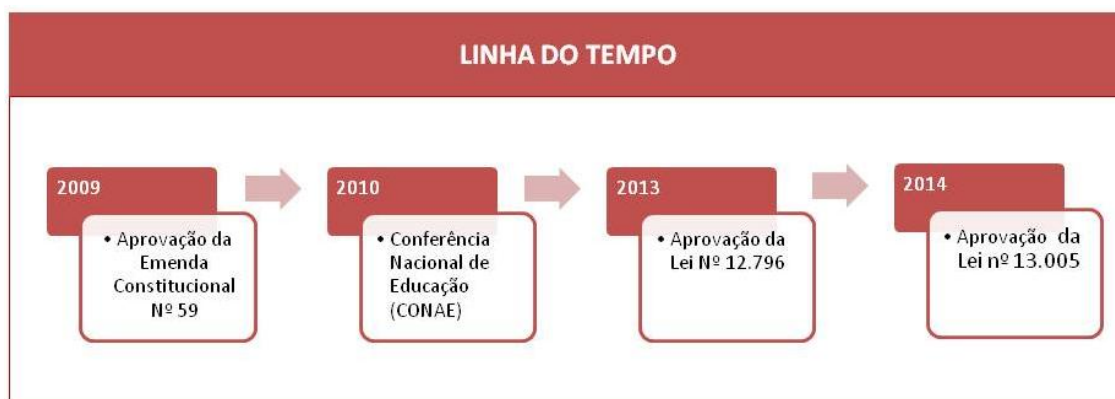 LINHA DO TEMPO
2009
• Aprovação da
Emenda
Constitucional
Nº 59
2010
• Conferência
Nacional de
Educação
(CONAE)
2013
• Aprovação da
Lei Nº 12.796
2014
• Aprovação da
Lei nº 13.005